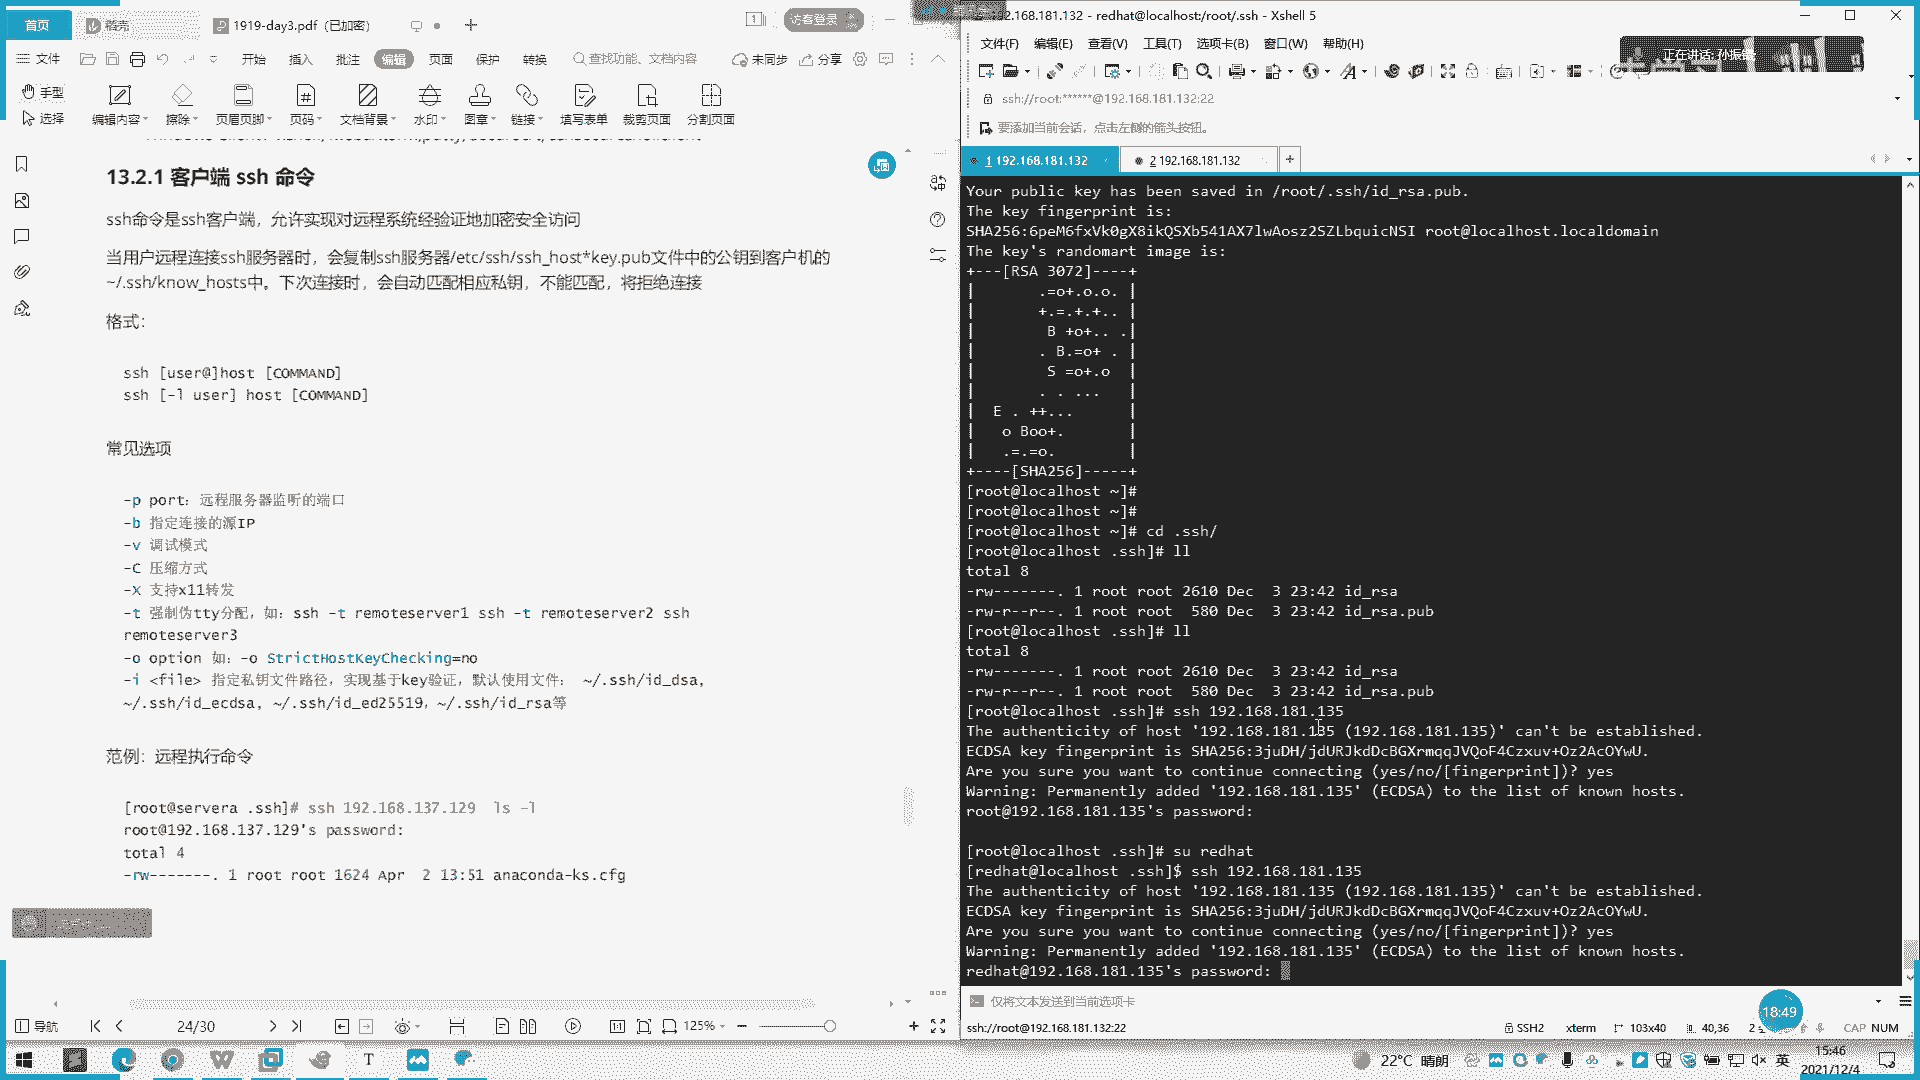 首页
稻壳
1919-day3.pdf（已加密）
访客登录
文件
开始
插入
批注
编辑
页面
保护
转换
查找功能、文档内容
未同步
分享
手型
选择
编辑内容
擦除
页眉页脚
页码
文档背景
水印
图章
链接
填写表单
裁剪页面
分割页面
13.2.1 客户端 ssh 命令
ssh命令是ssh客户端，允许实现对远程系统经验证地加密安全访问
当用户远程连接ssh服务器时，会复制ssh服务器/etc/ssh/ssh_host*key.pub文件中的公钥到客户机的
~/.ssh/know_hosts中。下次连接时，会自动匹配相应私钥，不能匹配，将拒绝连接
格式：
ssh [user@]host [COMMAND]
ssh [-l user] host [COMMAND]
常见选项
-p port：远程服务器监听的端口
-b 指定连接的源IP
-v 调试模式
-C 压缩方式
-X 支持x11转发
-t 强制伪tty分配，如：ssh -t remoteserver1 ssh -t remoteserver2 ssh
remoteserver3
-o option 如：-o StrictHostKeyChecking=no
-i <file> 指定私钥文件路径，实现基于key验证，默认使用文件： ~/.ssh/id_dsa,
~/.ssh/id_ecdsa, ~/.ssh/id_ed25519，~/.ssh/id_rsa等
范例：远程执行命令
[root@servera .ssh]# ssh 192.168.137.129  ls -l
root@192.168.137.129's password:
total 4
-rw-------. 1 root root 1624 Apr  2 13:51 anaconda-ks.cfg
导航
24/30
125%
.168.181.132 - redhat@localhost:/root/.ssh - Xshell 5
文件(F)
编辑(E)
查看(V)
工具(T)
选项卡(B)
窗口(W)
帮助(H)
正在讲话: 孙振
ssh://root:******@192.168.181.132:22
要添加当前会话，点击左侧的箭头按钮。
1 192.168.181.132
2 192.168.181.132
Your public key has been saved in /root/.ssh/id_rsa.pub.
The key fingerprint is:
SHA256:6peM6fxVk0gX8ikQSXb541AX7lwAosz2SZLbquicNSI root@localhost.localdomain
The key's randomart image is:
+---[RSA 3072]----+
|       .=o+.o.o. |
|       +.=.+.+.. |
|        B +o+.. .|
|       . B.=o+ . |
|        S =o+.o  |
|       . . ...   |
|  E . ++...      |
|   o Boo+.       |
|   .=.=o.        |
+----[SHA256]-----+
[root@localhost ~]#
[root@localhost ~]#
[root@localhost ~]# cd .ssh/
[root@localhost .ssh]# ll
total 8
-rw-------. 1 root root 2610 Dec  3 23:42 id_rsa
-rw-r--r--. 1 root root  580 Dec  3 23:42 id_rsa.pub
[root@localhost .ssh]# ll
total 8
-rw-------. 1 root root 2610 Dec  3 23:42 id_rsa
-rw-r--r--. 1 root root  580 Dec  3 23:42 id_rsa.pub
[root@localhost .ssh]# ssh 192.168.181.135
The authenticity of host '192.168.181.135 (192.168.181.135)' can't be established.
ECDSA key fingerprint is SHA256:3juDH/jdURJkdDcBGXrmqqJVQoF4Czxuv+Oz2AcOYwU.
Are you sure you want to continue connecting (yes/no/[fingerprint])? yes
Warning: Permanently added '192.168.181.135' (ECDSA) to the list of known hosts.
root@192.168.181.135's password:
[root@localhost .ssh]# su redhat
[redhat@localhost .ssh]$ ssh 192.168.181.135
The authenticity of host '192.168.181.135 (192.168.181.135)' can't be established.
ECDSA key fingerprint is SHA256:3juDH/jdURJkdDcBGXrmqqJVQoF4Czxuv+Oz2AcOYwU.
Are you sure you want to continue connecting (yes/no/[fingerprint])? yes
Warning: Permanently added '192.168.181.135' (ECDSA) to the list of known hosts.
redhat@192.168.181.135's password:
仅将文本发送到当前选项卡
18:49
ssh://root@192.168.181.132:22
SSH2
xterm
103x40
40,36
CAP
NUM
22°C 晴朗
英
15:46
2021/12/4